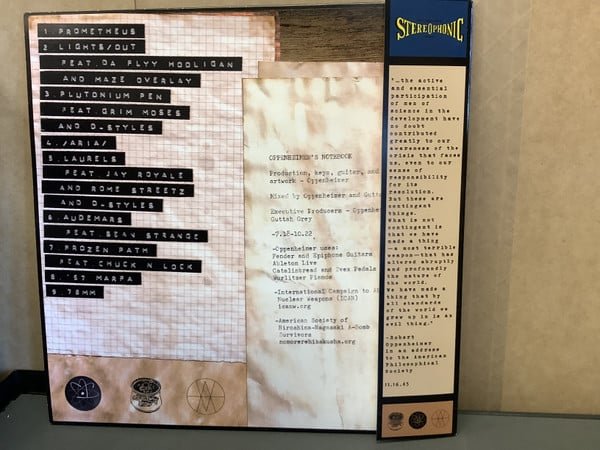 1. PROMETHEUS
2. LIGHTS/OUT
FEAT.DA FLYY HOOLIGAN
AND MAZE OVERLAY
3. PLUTONIUM PEN
FEAT.GRIM MOSES
AND D-STYLES
4. /ARIA/
5. LAURELS
FEAT. JAY ROYALE
AND ROME STREETZ
AND D-STYLES
6. AUDEMARS
FEAT.SEAN STRANGE
7. FROZEN PATH
FEAT CHUCK N LOCK
8. '57 MARFA
9. 78MM
OPPENHEIMER'S NOTEBOOK
Production, keys, guitar, and
artwork - Oppenheimer
Mixed by Oppenheimer and Gutta
Executive Producers - Oppenhe
Guttah Grey
-7.18-10.22
-Oppenheimer uses:
Fender and Epiphone Guitars
Ableton Live
Catalinbread and Ibex Pedals
Wurlitzer Pianos
-International Campaign to Ab
Nuclear Weapons (ICAN)
icanw.org
-American Society of
Hiroshima-Nagasaki A-Bomb
Survivors
nomorehibakusha.org
STEREOPHONIC
"…the active
and essential
participation
of men of
science in the
development have
no doubt
contributed
greatly to our
awareness of the
crisis that faces
us, even to our
sense of
responsibility
for its
resolution.
But these are
contingent
things.
What is not
contingent is
that we have
made a thing
—a most terrible
weapon—that has
altered abruptly
and profoundly
the nature of
the world.
We have made a
thing that by
all standards
of the world we
grew up in is an
evil thing."
-Robert
Oppenheimer
in an address
to the American
Philosophical
Society
11.16.45